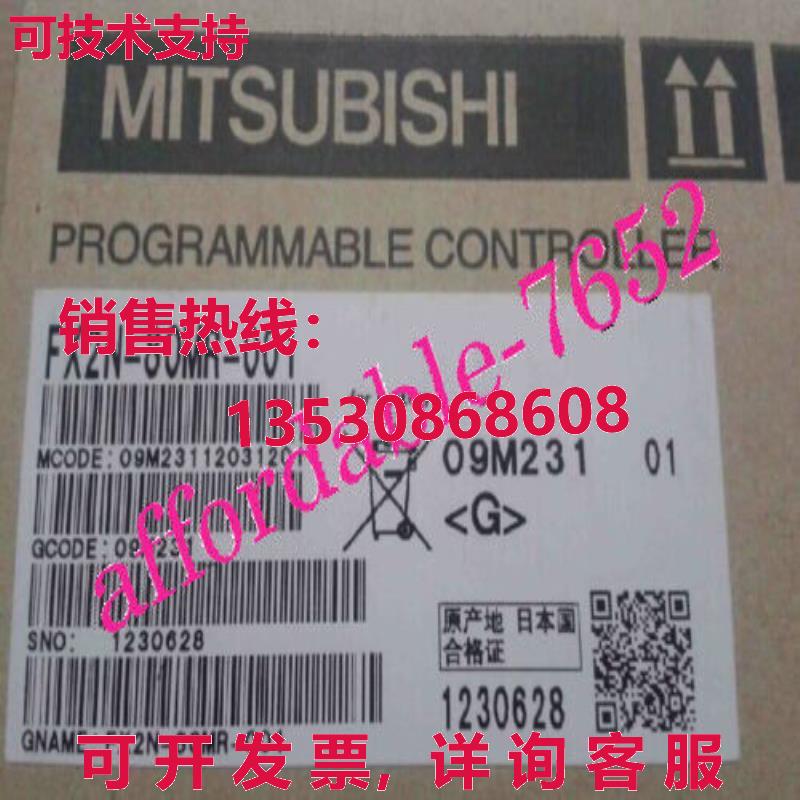 可技术支持
MITSUBISHI
PROGRAMMABLE CONTROLLER
affordable-7652
销售热线:
13530868608
MCODE: 09M23112031201
09M231 01
<G>
GCODE:
SNO: 1230628
原产地 日本国
合格证
1230628
GNAME:
可开发票, 详询客服